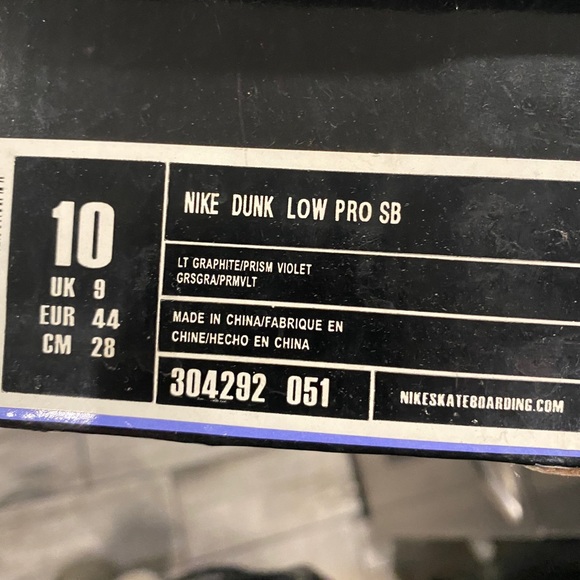 10
UK 9
EUR 44
CM 28
NIKE DUNK LOW PRO SB
LT GRAPHITE/PRISM VIOLET
GRSGRA/PRMVLT
MADE IN CHINA/FABRIQUE EN
CHINE/HECHO EN CHINA
304292 051
NIKESKATEBOARDING.COM